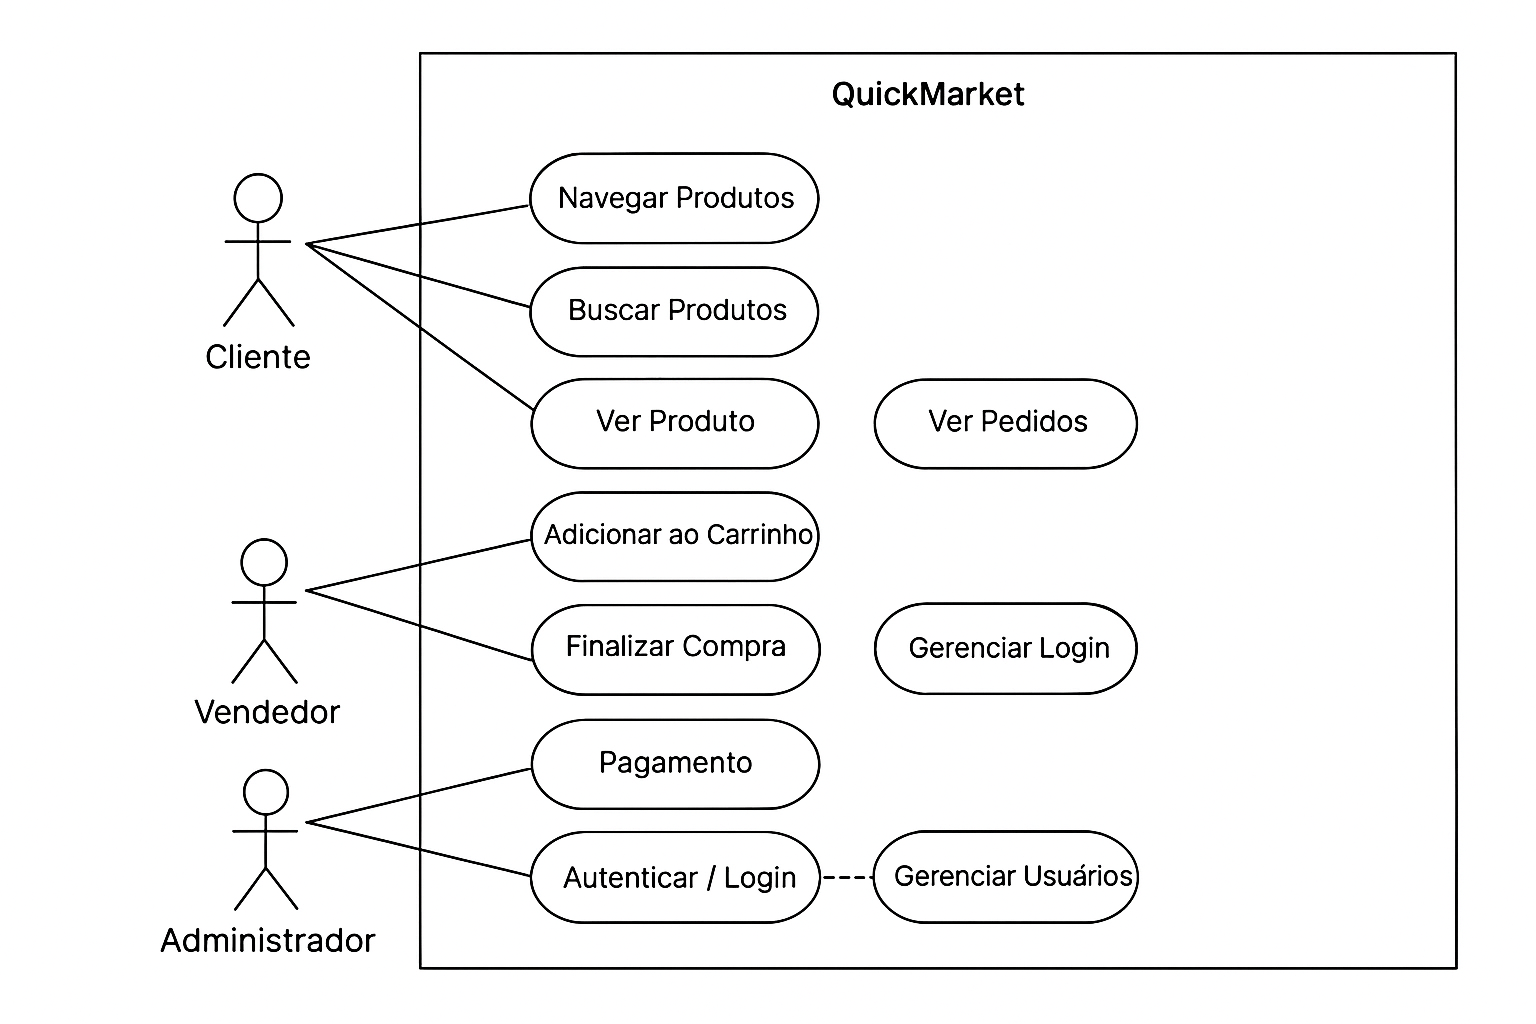 QuickMarket
Navegar Produtos
Buscar Produtos
Cliente
Ver Produto
Ver Pedidos
Adicionar ao Carrinho
Finalizar Compra
Gerenciar Login
Vendedor
Pagamento
Autenticar / Login
Gerenciar Usuários
Administrador